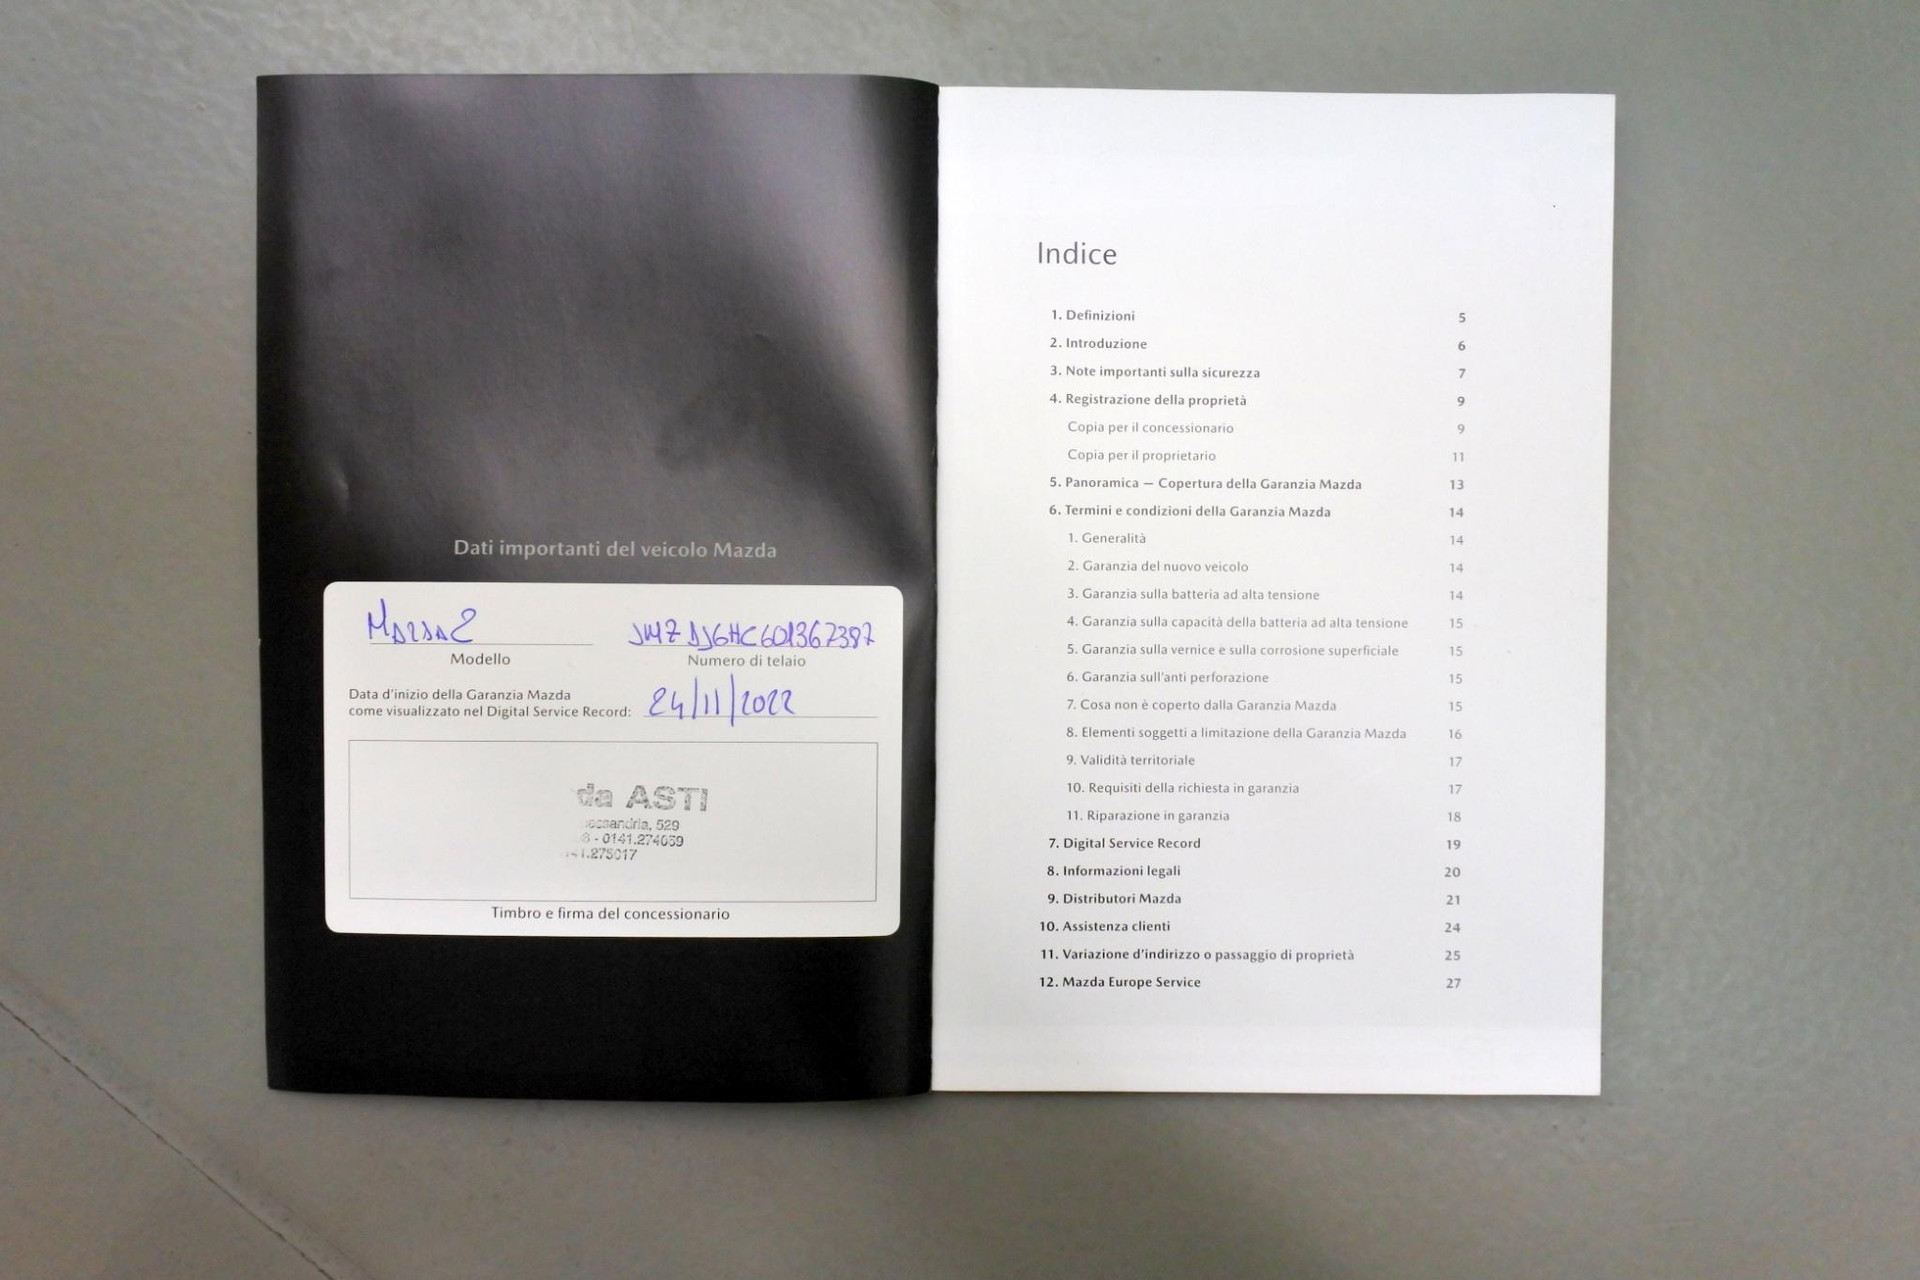 Dati importanti del veicolo Mazda
MAZDA 2
JMZDJ6HC601367387
Modello
Numero di telaio
Data d'inizio della Garanzia Mazda
come visualizzato nel Digital Service Record:
24/11/2022
da ASTI
529
0141.274659
Timbro e firma del concessionario
Indice
1. Definizioni 5
2. Introduzione 6
3. Note importanti sulla sicurezza 7
4. Registrazione della proprietà 9
Copia per il concessionario 9
Copia per il proprietario 11
5. Panoramica — Copertura della Garanzia Mazda 13
6. Termini e condizioni della Garanzia Mazda 14
1. Generalità 14
2. Garanzia del nuovo veicolo 14
3. Garanzia sulla batteria ad alta tensione 14
4. Garanzia sulla capacità della batteria ad alta tensione 15
5. Garanzia sulla vernice e sulla corrosione superficiale 15
6. Garanzia sull'anti perforazione 15
7. Cosa non è coperto dalla Garanzia Mazda 15
8. Elementi soggetti a limitazione della Garanzia Mazda 16
9. Validità territoriale 17
10. Requisiti della richiesta in garanzia 17
11. Riparazione in garanzia 18
7. Digital Service Record 19
8. Informazioni legali 20
9. Distributori Mazda 21
10. Assistenza clienti 24
11. Variazione d'indirizzo o passaggio di proprietà 25
12. Mazda Europe Service 27